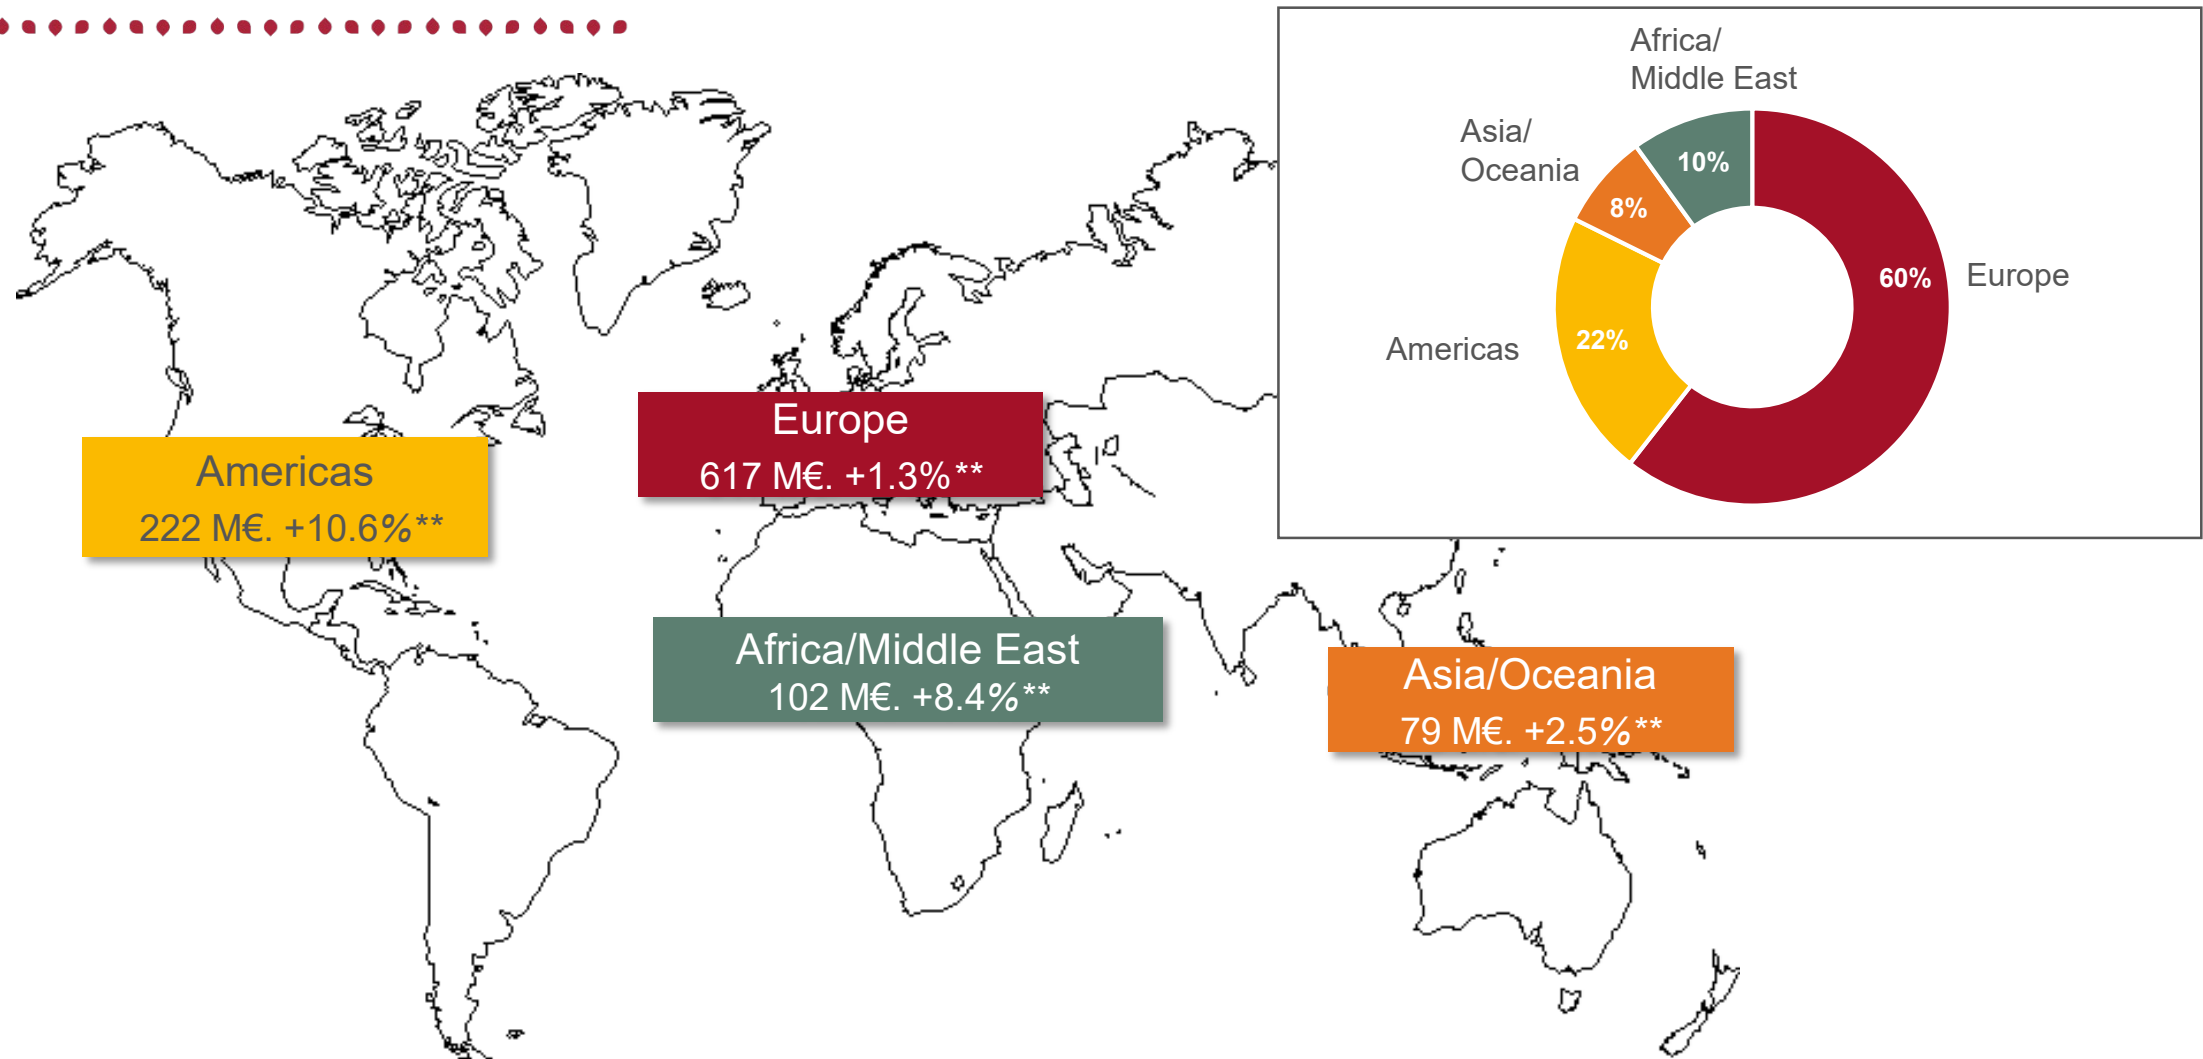 Africa/
Middle East
Asia/
Oceania
10%
8%
60%
Europe
22%
Americas
Europe
617 M€. +1.3%**
Americas
222 M€. +10.6%**
Africa/Middle East
102 M€. +8.4%**
Asia/Oceania
79 M€. +2.5%**